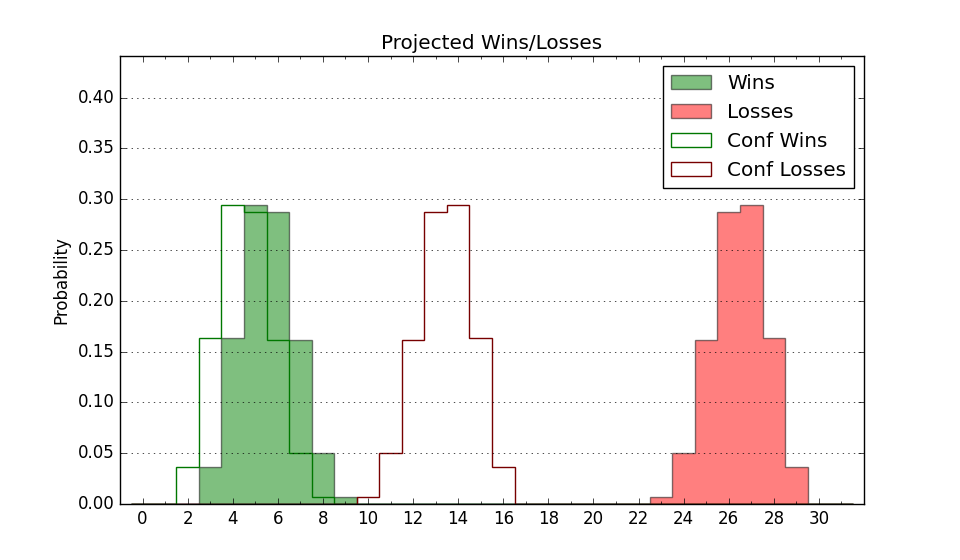 Projected Wins/Losses
Wins
Losses
Conf Wins
Conf Losses
Probability
0.40
0.35
0.30
0.25
0.20
0.15
0.10
0.05
0.00
0 2 4 6 8 10 12 14 16 18 20 22 24 26 28 30